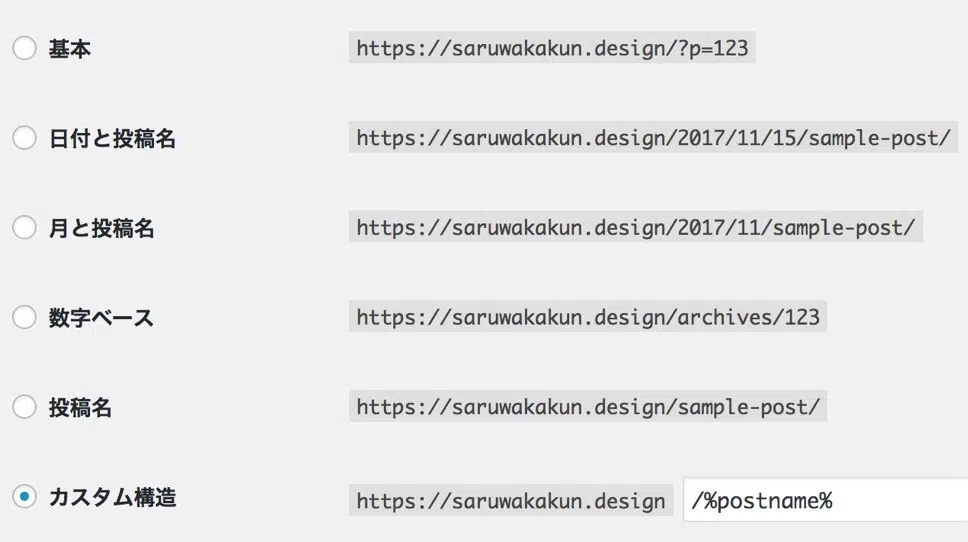 基本 https://saruwakakun.design/?p=123
日付と投稿名 https://saruwakakun.design/2017/11/15/sample-post/
月と投稿名 https://saruwakakun.design/2017/11/sample-post/
数字ベース https://saruwakakun.design/archives/123
投稿名 https://saruwakakun.design/sample-post/
カスタム構造 https://saruwakakun.design /%postname%